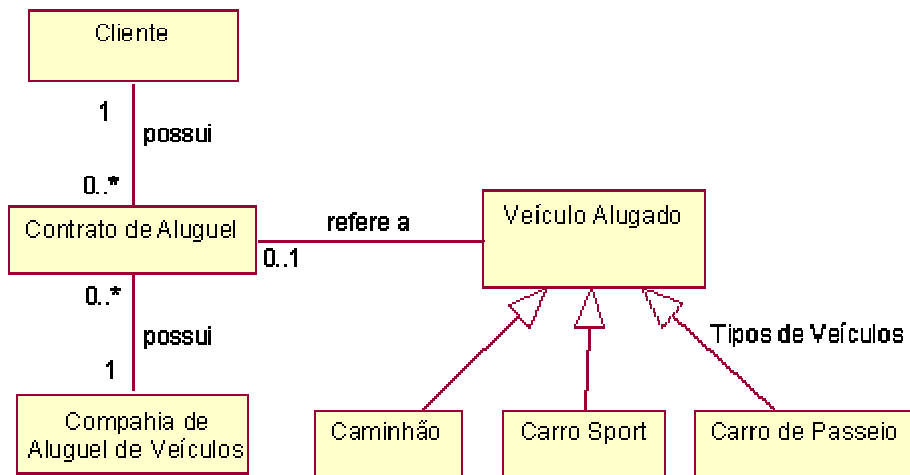 Cliente
1
possui
0..*
Contrato de Aluguel
refere a
0..1
Veículo Alugado
0..*
possui
1
Tipos de Veículos
Compahia de
Aluguel de Veículos
Caminhão
Carro Sport
Carro de Passeio